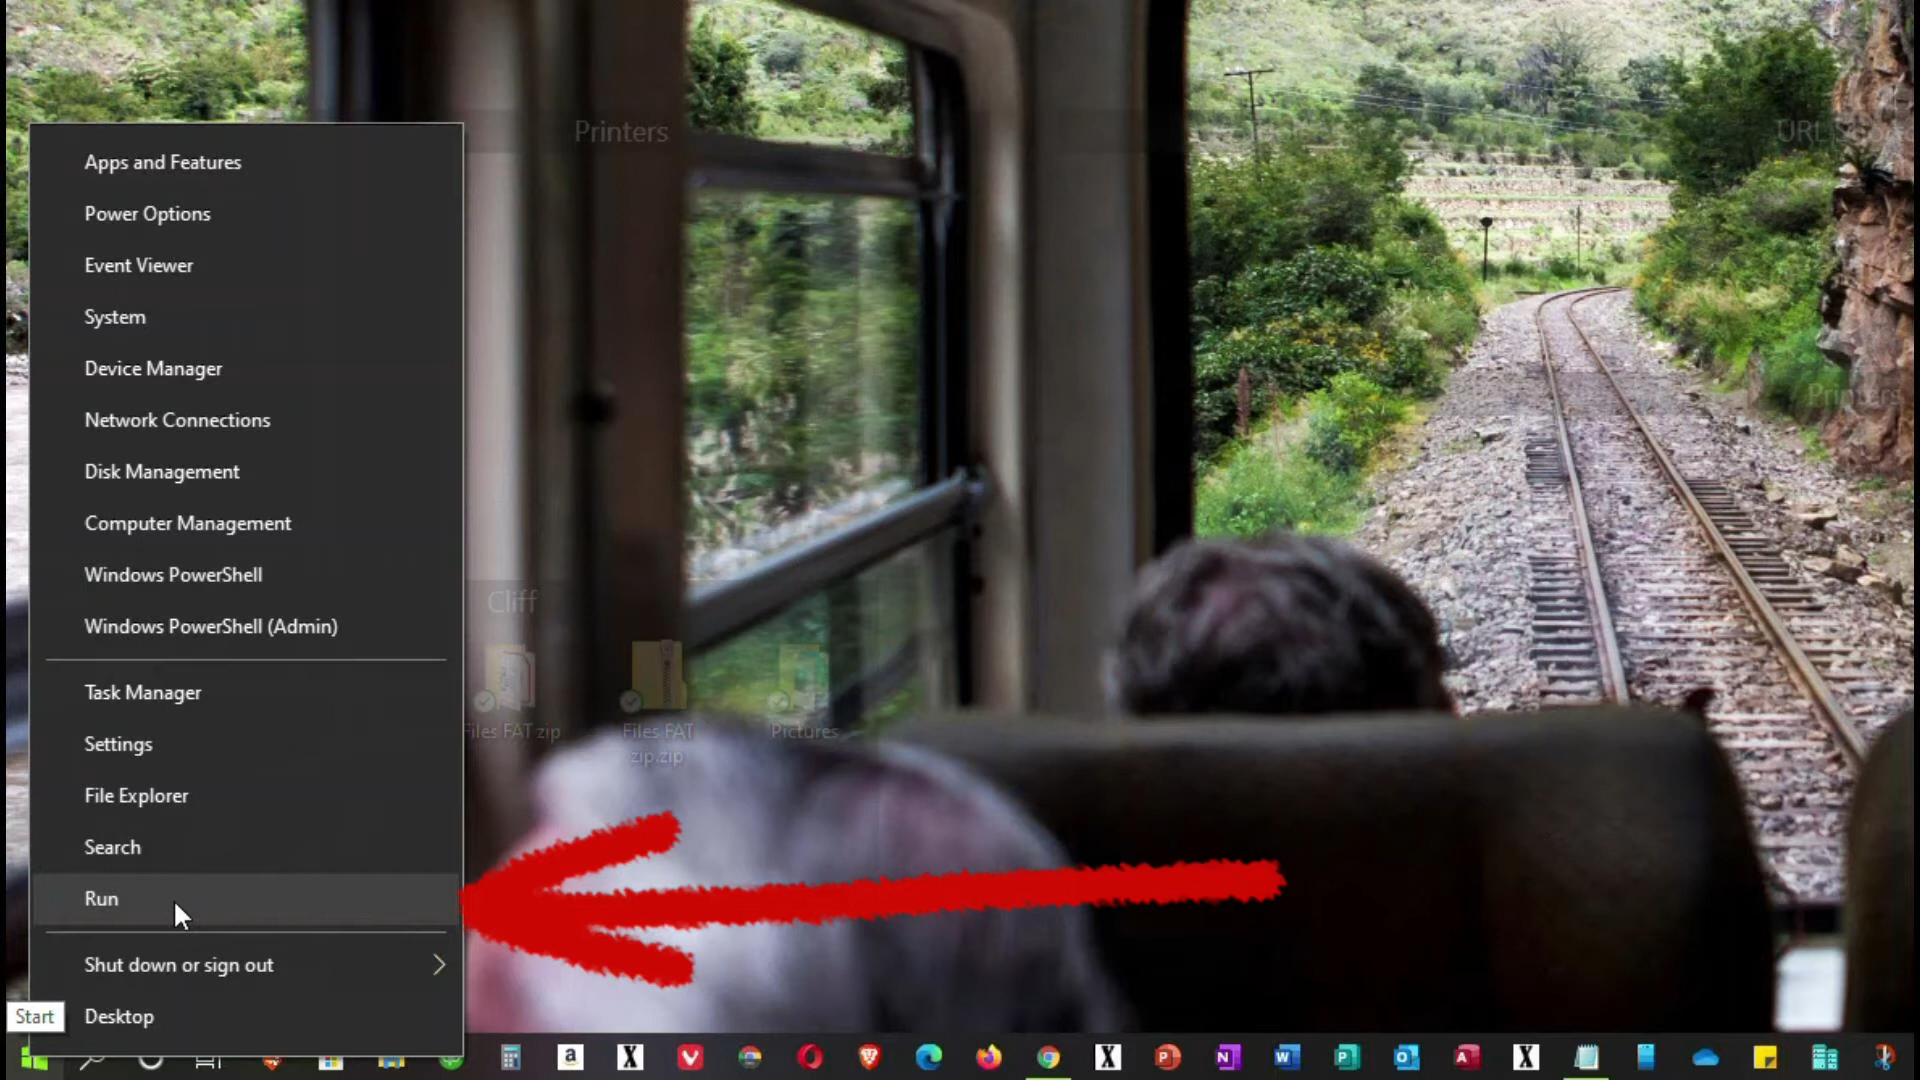 Apps and Features
Power Options
Event Viewer
System
Device Manager
Network Connections
Disk Management
Computer Management
Windows PowerShell
Windows PowerShell (Admin)
Task Manager
Settings
File Explorer
Search
Run
Shut down or sign out
Desktop
Start
Printers
URL
Printers
Cliff
Files FAT zip
Files FAT
zip.zip
Pictures
a
X
X
P
N
W
P
O
A
X